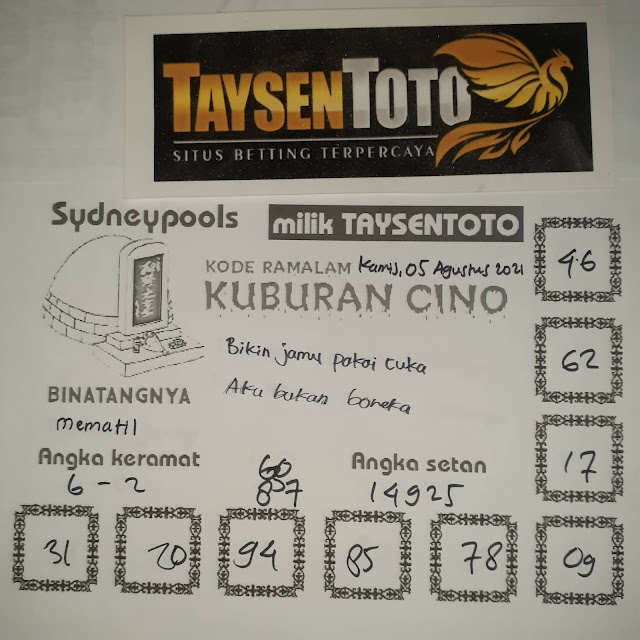 TAYSENTOTO
SITUS BETTING TERPERCAYA
Sydneypools
milik TAYSENTOTO
KODE RAMALAM Kamis, 05 Agustus 2021
KUBURAN CINO
46
62
17
Bikin jamu pakai cuka
Aku bukan boneka
BINATANGNYA
mematil
Angka keramat
6 - 2
Angka setan
14925
31
20
94
85
78
09